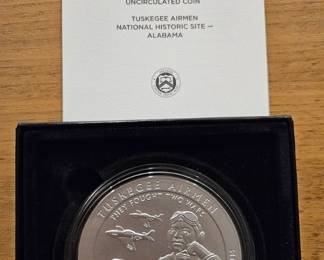 UNCIRCULATED COIN
TUSKEGEE AIRMEN
NATIONAL HISTORIC SITE —
ALABAMA
TUSKEGEE AIRMEN
THEY FOUGHT TWO WARS